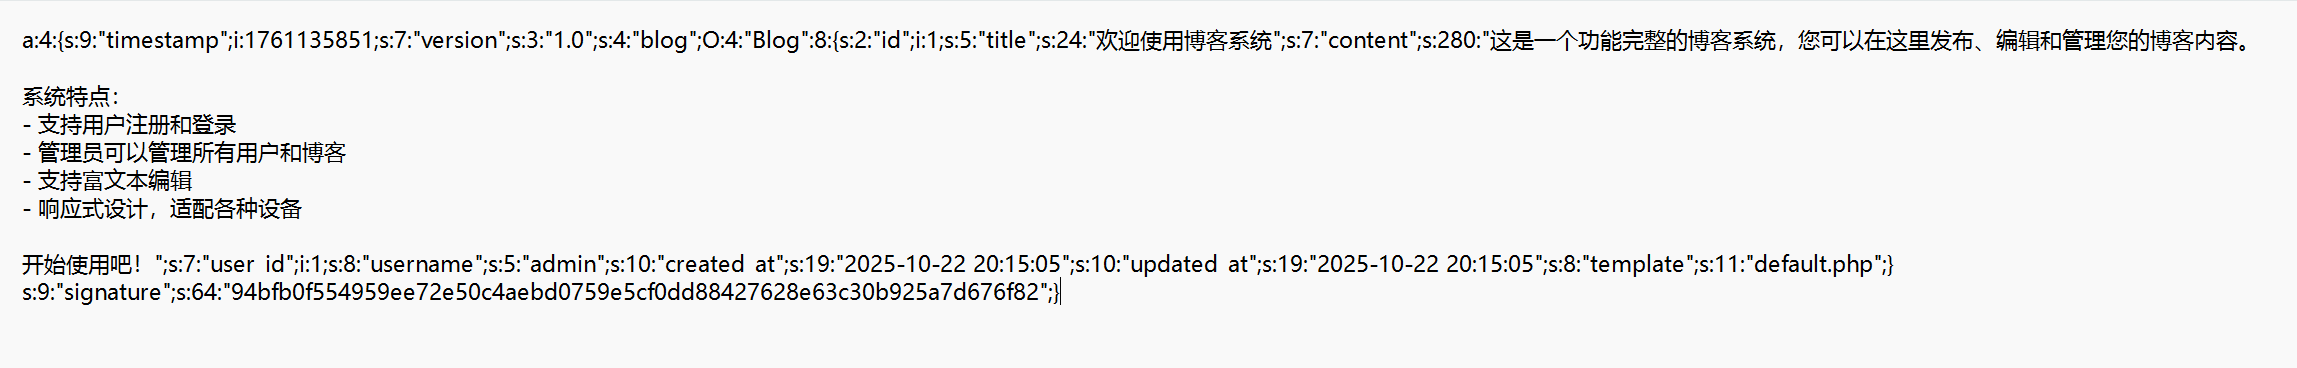 a:4:{s:9:"timestamp";i:1761135851;s:7:"version";s:3:"1.0";s:4:"blog";O:4:"Blog":8:{s:2:"id";i:1;s:5:"title";s:24:"欢迎使用博客系统";s:7:"content";s:280:"这是一个功能完整的博客系统，您可以在这里发布、编辑和管理您的博客内容。
系统特点：
- 支持用户注册和登录
- 管理员可以管理所有用户和博客
- 支持富文本编辑
- 响应式设计，适配各种设备
开始使用吧！";s:7:"user_id";i:1;s:8:"username";s:5:"admin";s:10:"created_at";s:19:"2025-10-22 20:15:05";s:10:"updated_at";s:19:"2025-10-22 20:15:05";s:8:"template";s:11:"default.php";}
s:9:"signature";s:64:"94bfb0f554959ee72e50c4aebd0759e5cf0dd88427628e63c30b925a7d676f82";}